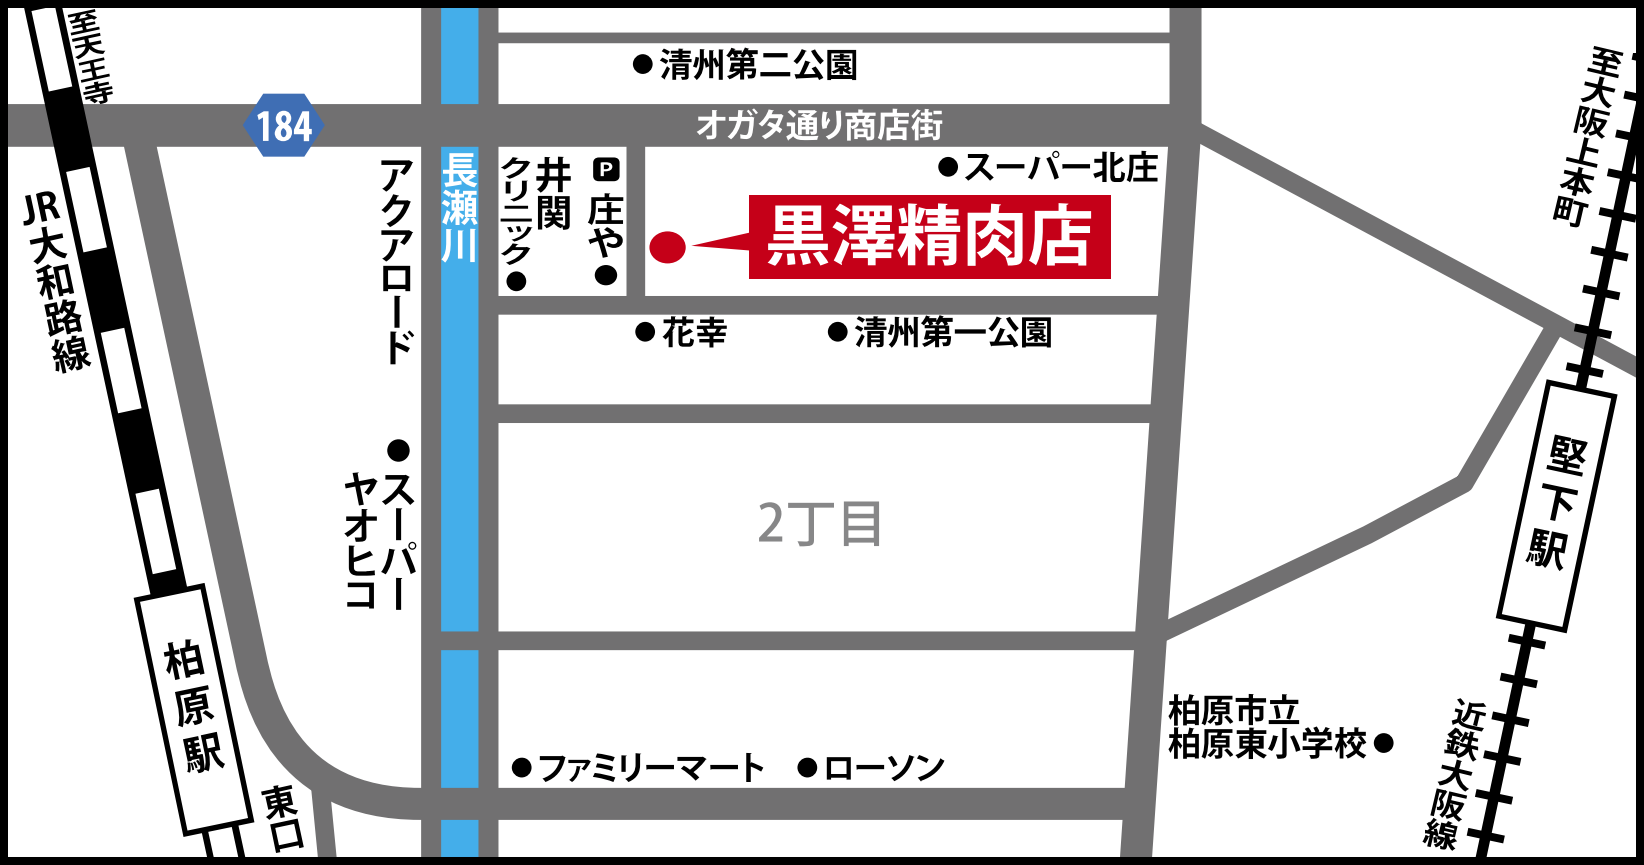 至天王寺
184
清州第二公園
オガタ通り商店街
至大阪上本町
アクアロード
長瀬川
井関
クリニック
P
庄や
スーパー北庄
黒澤精肉店
JR大和路線
花幸
清州第一公園
堅下駅
スーパー
ヤオヒコ
2丁目
柏原駅
東口
ファミリーマート
ローソン
柏原市立
柏原東小学校
近鉄大阪線